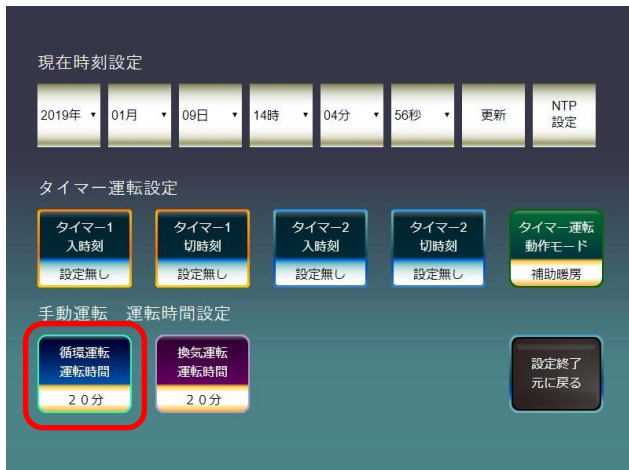 現在時刻設定
2019年 01月 09日 14時 04分 56秒 更新 NTP
設定
タイマー運転設定
タイマー1
入時刻
設定無し
タイマー1
切時刻
設定無し
タイマー2
入時刻
設定無し
タイマー2
切時刻
設定無し
タイマー運転
動作モード
補助暖房
手動運転　運転時間設定
循環運転
運転時間
２０分
換気運転
運転時間
２０分
設定終了
元に戻る